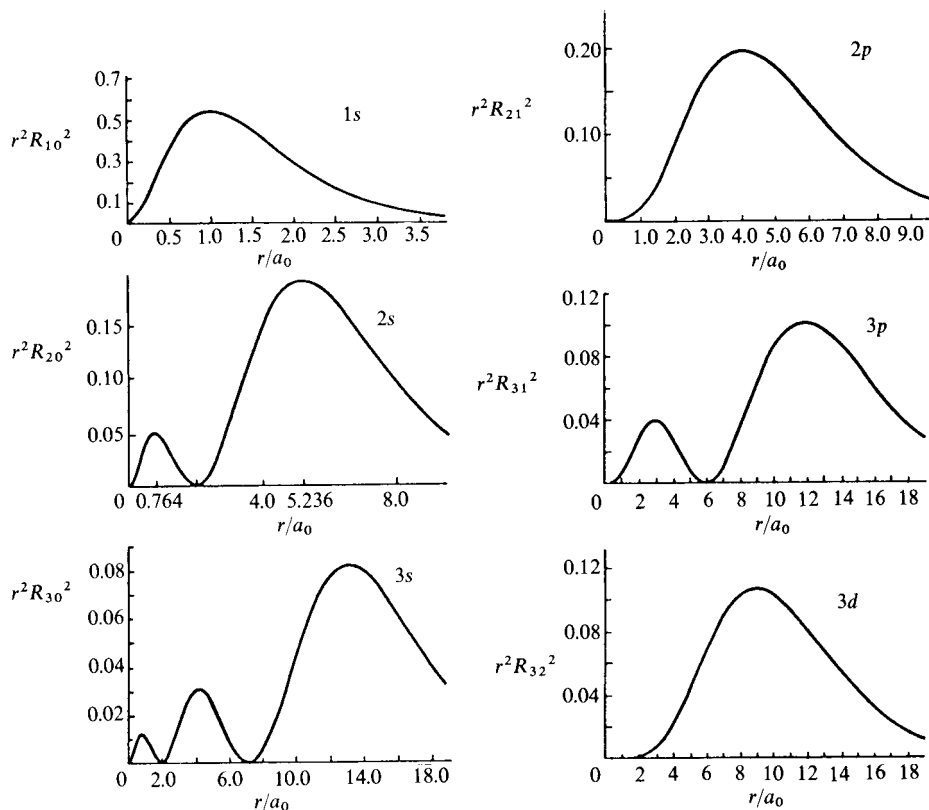 0.7
0.5
0.3
0.1
r²R₁₀²
1s
0 0.5 1.0 1.5 2.0 2.5 3.0 3.5
r/a₀
0.20
0.10
r²R₂₁²
2p
0 1.0 2.0 3.0 4.0 5.0 6.0 7.0 8.0 9.0
r/a₀
0.15
0.10
0.05
r²R₂₀²
2s
0 0.764 4.0 5.236 8.0
r/a₀
0.12
0.08
0.04
r²R₃₁²
3p
0 2 4 6 8 10 12 14 16 18
r/a₀
0.08
0.06
0.04
0.02
r²R₃₀²
3s
0 2.0 6.0 10.0 14.0 18.0
r/a₀
0.12
0.08
0.04
r²R₃₂²
3d
0 2 4 6 8 10 12 14 16 18
r/a₀